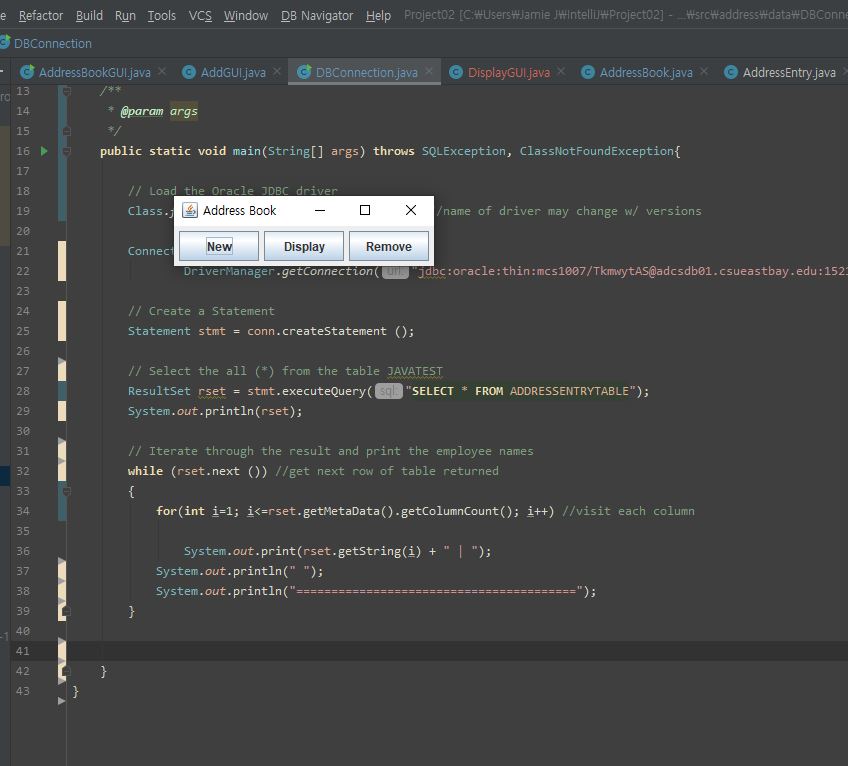 Refactor Build Run Tools VCS Window DB Navigator Help Project02 [C:₩Users₩Jamie J₩IntelliJ₩Project02] - ...₩src₩address₩data₩DBConne
DBConnection
AddressBookGUI.java AddGUI.java DBConnection.java DisplayGUI.java AddressBook.java AddressEntry.java
13 /**
14 * @param args
15 */
16 public static void main(String[] args) throws SQLException, ClassNotFoundException{
17
18 // Load the Oracle JDBC driver
Address Book
19 Class. /name of driver may change w/ versions
20
New Display Remove
21 Connect
22 DriverManager.getConnection( url: "jdbc:oracle:thin:mcs1007/TkmwytAS@adcsdb01.csueastbay.edu:1521
23
24 // Create a Statement
25 Statement stmt = conn.createStatement ();
26
27 // Select the all (*) from the table JAVATEST
28 ResultSet rset = stmt.executeQuery( sql: "SELECT * FROM ADDRESSENTRYTABLE");
29 System.out.println(rset);
30
31 // Iterate through the result and print the employee names
32 while (rset.next ()) //get next row of table returned
33 {
34 for(int i=1; i<=rset.getMetaData().getColumnCount(); i++) //visit each column
35
36 System.out.print(rset.getString(i) + " | ");
37 System.out.println(" ");
38 System.out.println("========================================");
39 }
40
41
42 }
43 }